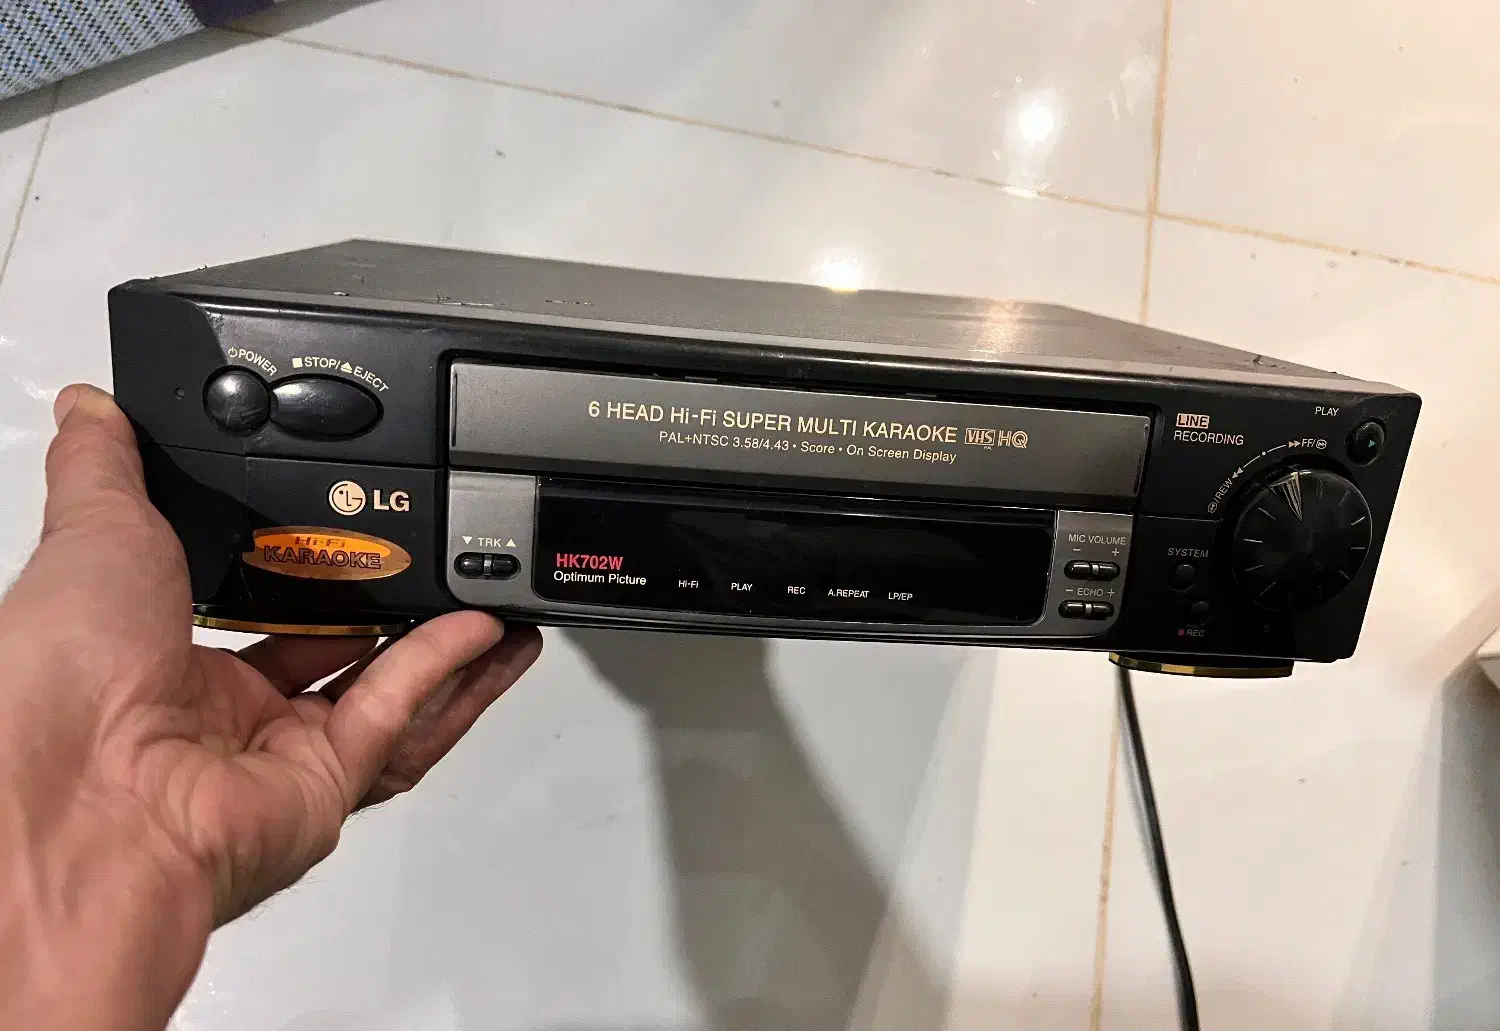 POWER
STOP/ EJECT
6 HEAD Hi-Fi SUPER MULTI KARAOKE VHS HQ
PAL
PAL+NTSC 3.58/4.43 • Score • On Screen Display
LINE
RECORDING
PLAY
FF/
/REW
LG
Hi-Fi
KARAOKE
▼ TRK ▲
HK702W
Optimum Picture
Hi-Fi
PLAY
REC
A.REPEAT
LP/EP
MIC VOLUME
− +
− ECHO +
SYSTEM
REC